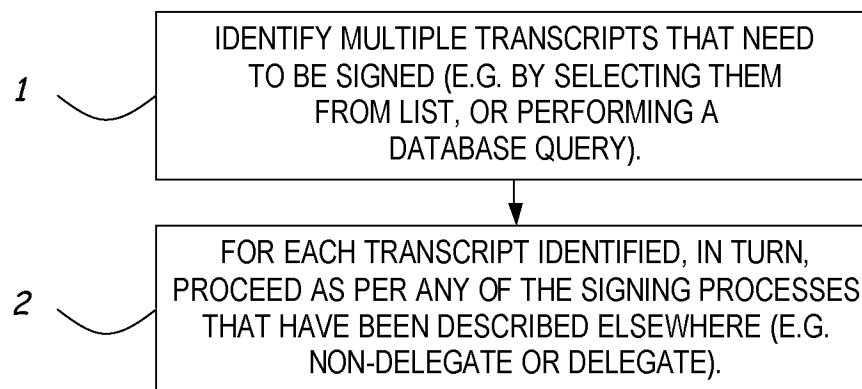 1
IDENTIFY MULTIPLE TRANSCRIPTS THAT NEED
TO BE SIGNED (E.G. BY SELECTING THEM
FROM LIST, OR PERFORMING A
DATABASE QUERY).
2
FOR EACH TRANSCRIPT IDENTIFIED, IN TURN,
PROCEED AS PER ANY OF THE SIGNING PROCESSES
THAT HAVE BEEN DESCRIBED ELSEWHERE (E.G.
NON-DELEGATE OR DELEGATE).